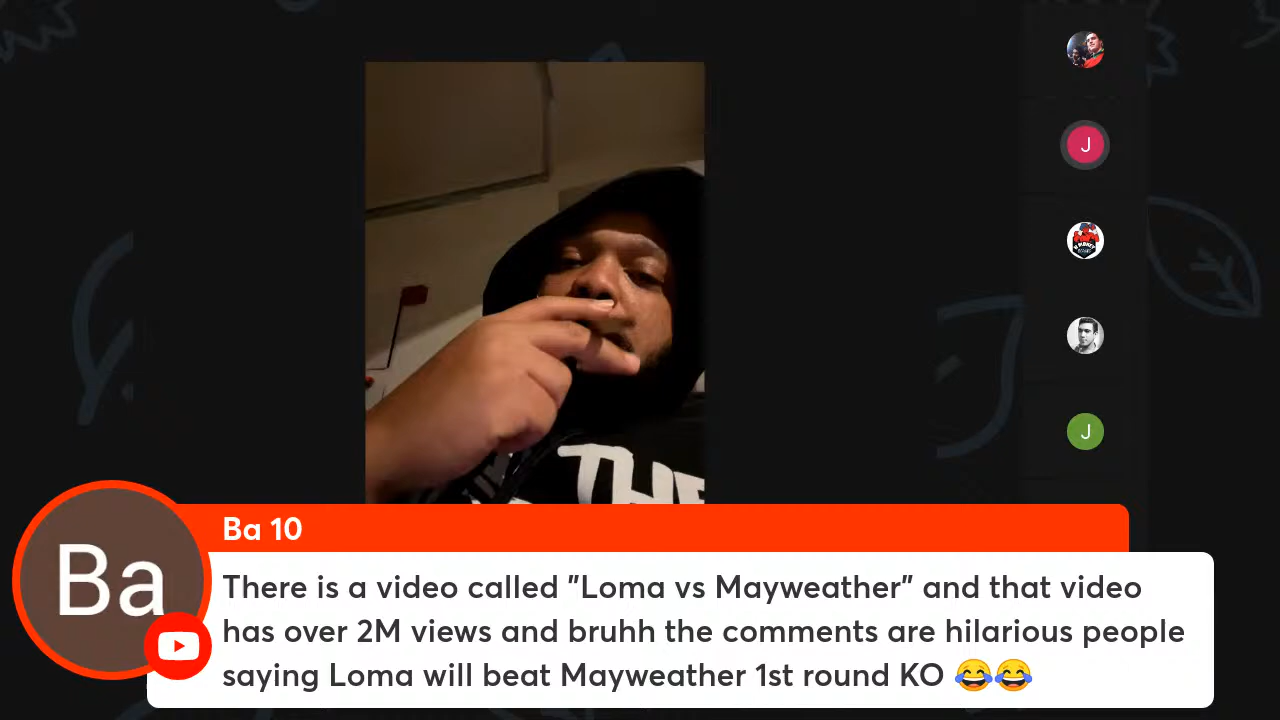 J
J
THE
Ba 10
Ba
There is a video called "Loma vs Mayweather" and that video
has over 2M views and bruhh the comments are hilarious people
saying Loma will beat Mayweather 1st round KO 😂😂